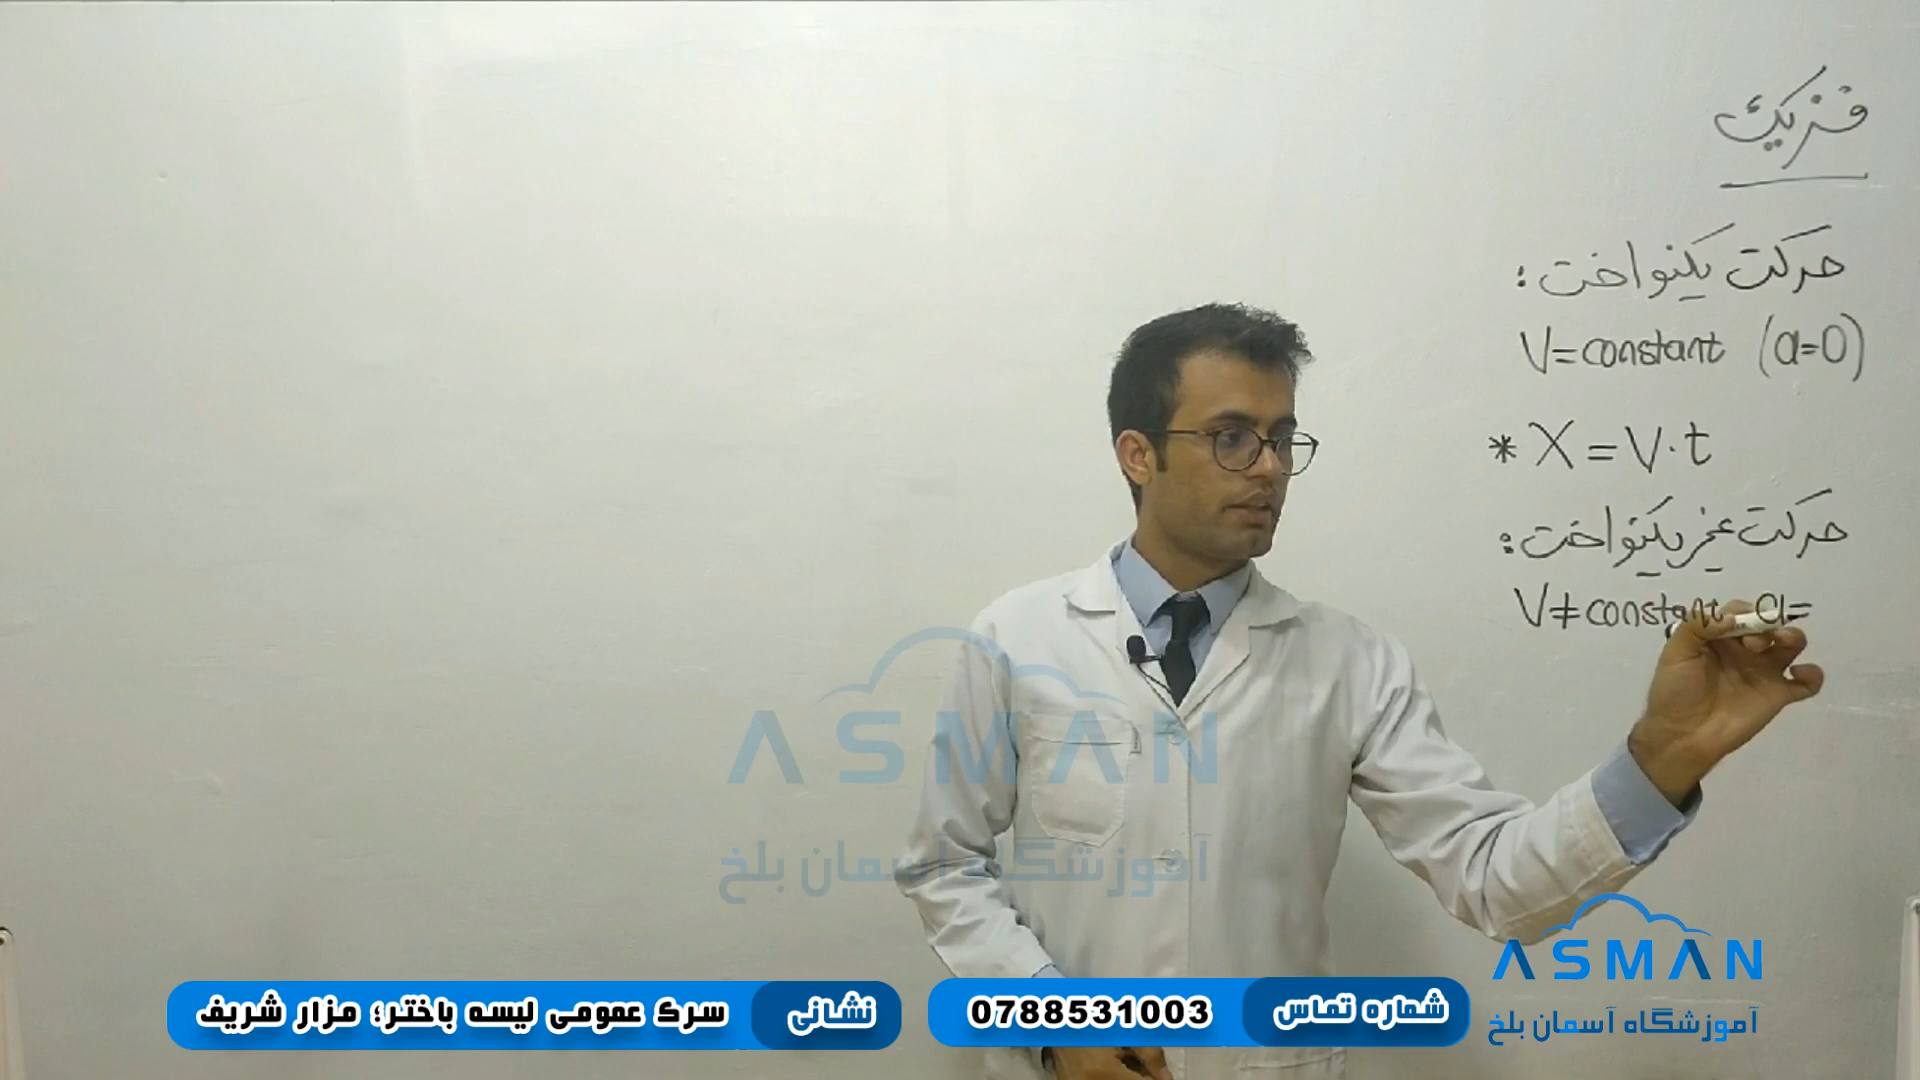 فزیک
حرکت یکنواخت:
V=constant (a=0)
* X = V·t
حرکت غیر یکنواخت:
V≠constant a=
ASMAN
آموزشگاه آسمان بلخ
ASMAN
آموزشگاه آسمان بلخ
شماره تماس 0788531003
نشانی سرک عمومی لیسه باختر؛ مزار شریف